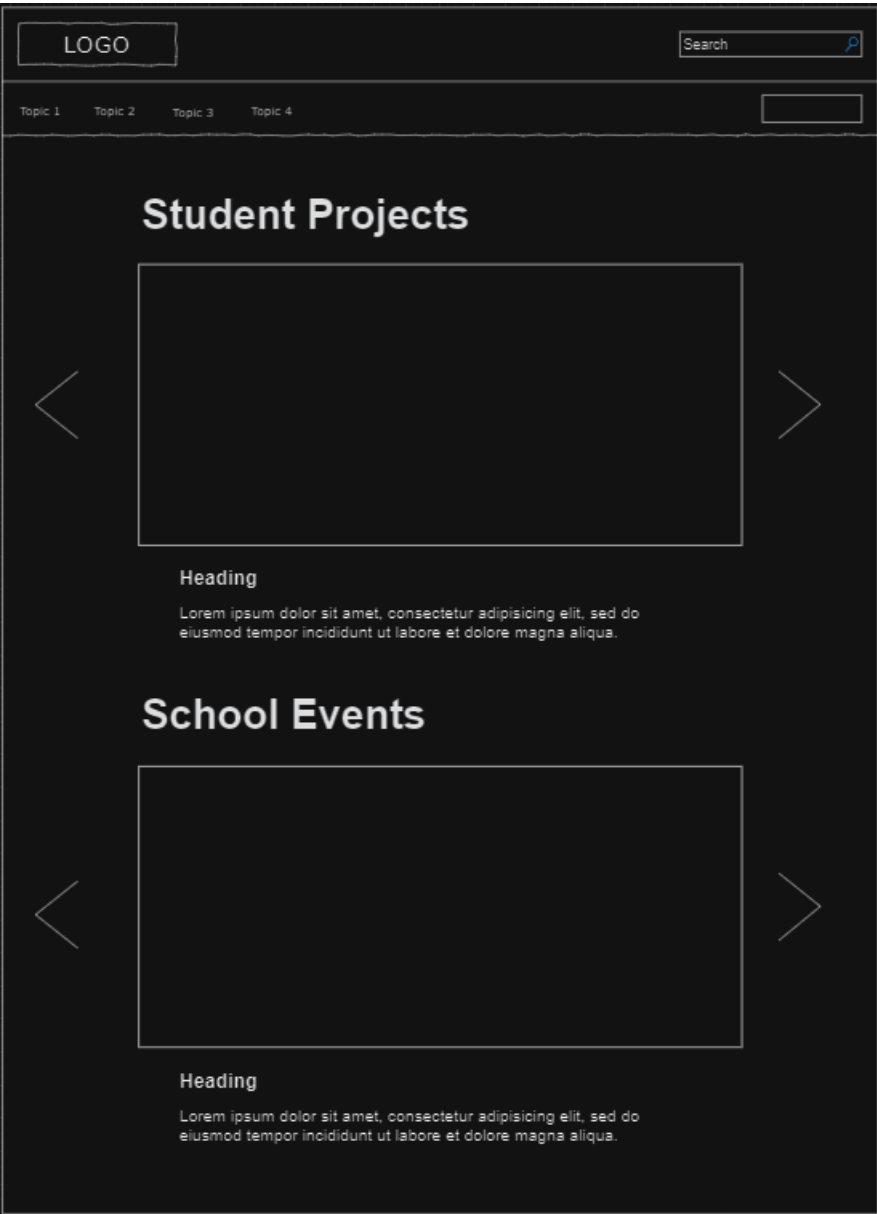 LOGO
Search
Topic 1 Topic 2 Topic 3 Topic 4
Student Projects
Heading
Lorem ipsum dolor sit amet, consectetur adipisicing elit, sed do
eiusmod tempor incididunt ut labore et dolore magna aliqua.
School Events
Heading
Lorem ipsum dolor sit amet, consectetur adipisicing elit, sed do
eiusmod tempor incididunt ut labore et dolore magna aliqua.